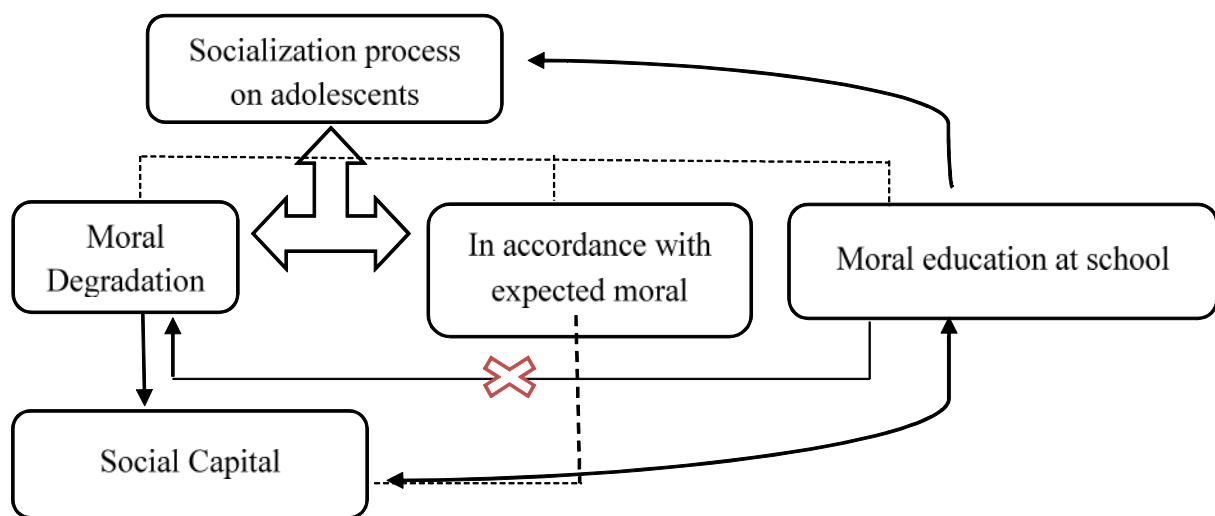 Socialization process
on adolescents
Moral
Degradation
In accordance with
expected moral
Moral education at school
Social Capital